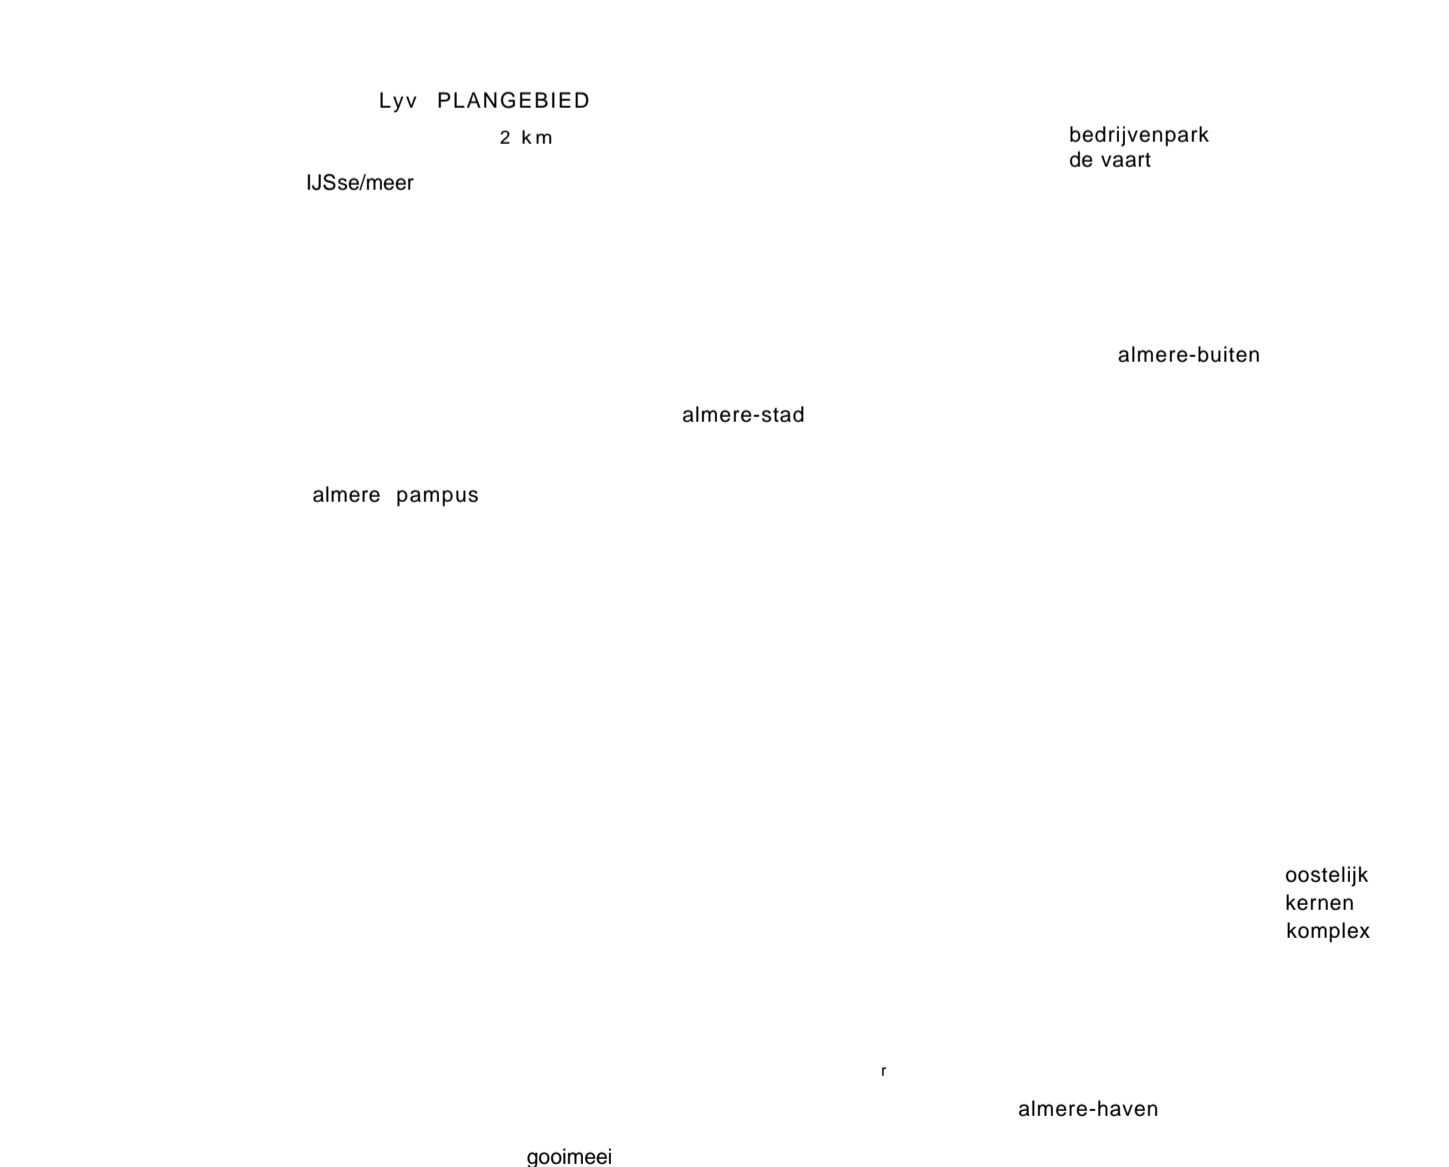 Lyv PLANGEBIED
2 km
bedrijvenpark
de vaart
IJSse/meer
almere-buiten
almere-stad
almere pampus
oostelijk
kernen
komplex
r
almere-haven
gooimeei